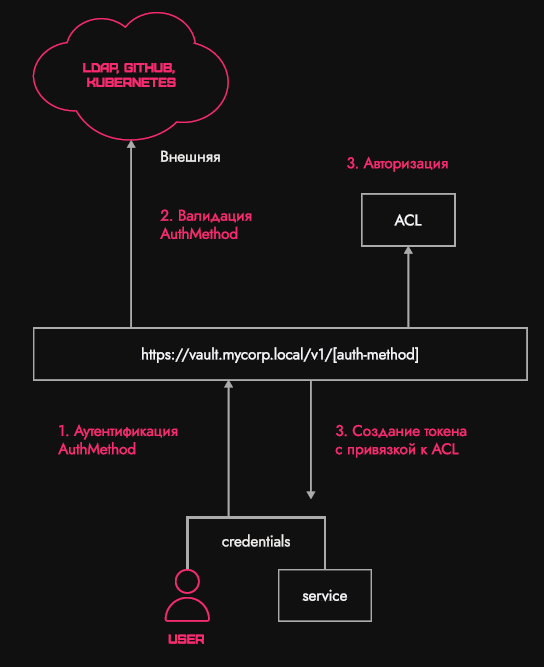 LDAP, GITHUB,
KUBERNETES
Внешняя
3. Авторизация
2. Валидация
AuthMethod
ACL
https://vault.mycorp.local/v1/[auth-method]
1. Аутентификация
AuthMethod
3. Создание токена
с привязкой к ACL
credentials
service
USER